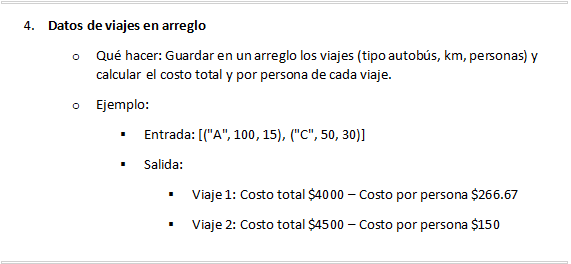 4. Datos de viajes en arreglo
o Qué hacer: Guardar en un arreglo los viajes (tipo autobús, km, personas) y
calcular el costo total y por persona de cada viaje.
o Ejemplo:
▪ Entrada: [("A", 100, 15), ("C", 50, 30)]
▪ Salida:
▪ Viaje 1: Costo total $4000 – Costo por persona $266.67
▪ Viaje 2: Costo total $4500 – Costo por persona $150